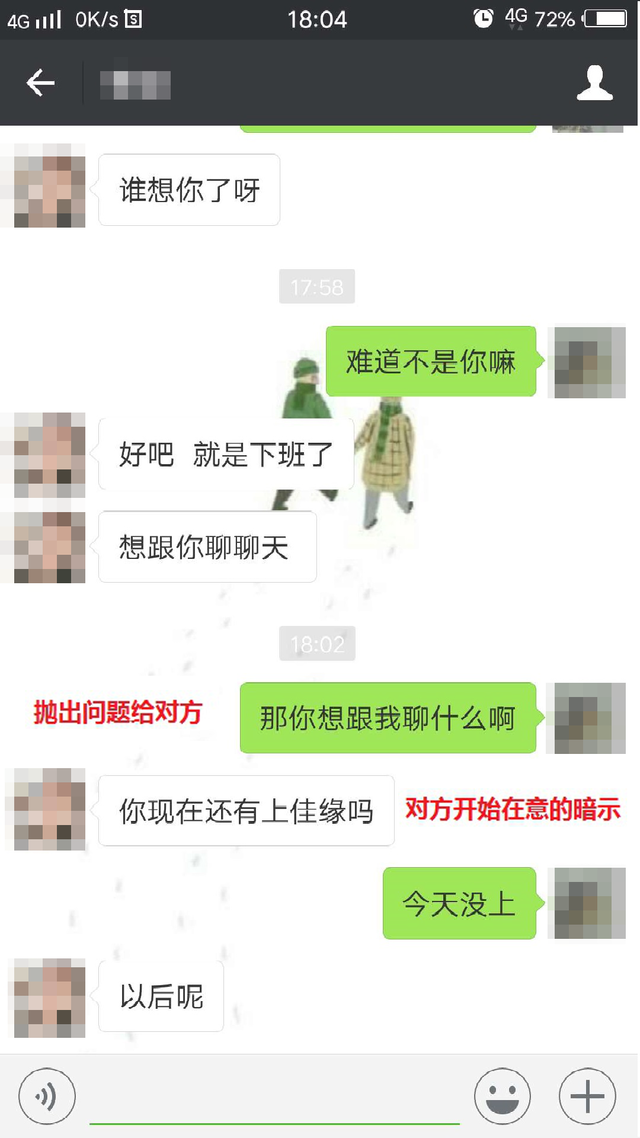 4G 0K/s 18:04 4G 72%
谁想你了呀
17:58
难道不是你嘛
好吧 就是下班了
想跟你聊聊天
18:02
抛出问题给对方 那你想跟我聊什么啊
你现在还有上佳缘吗 对方开始在意的暗示
今天没上
以后呢